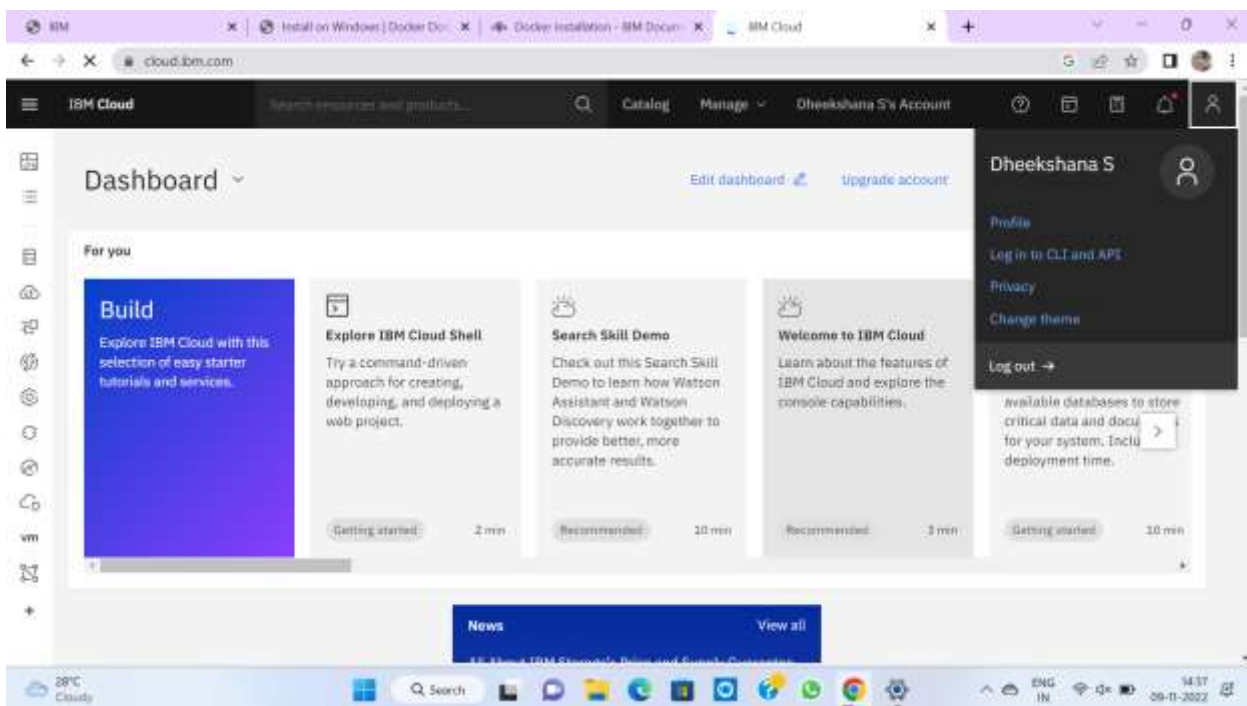 IBM
Install on Windows | Docker Doc
Docker installation - IBM Docum
IBM Cloud
cloud.ibm.com
IBM Cloud
Search resources and products...
Catalog
Manage
Dheekshana S's Account
Dashboard
Edit dashboard
Upgrade account
Dheekshana S
Profile
Log in to CLI and API
Privacy
Change theme
Log out →
For you
Build
Explore IBM Cloud with this
selection of easy starter
tutorials and services.
Explore IBM Cloud Shell
Try a command-driven
approach for creating,
developing, and deploying a
web project.
Getting started
2 min
Search Skill Demo
Check out this Search Skill
Demo to learn how Watson
Assistant and Watson
Discovery work together to
provide better, more
accurate results.
Recommended
10 min
Welcome to IBM Cloud
Learn about the features of
IBM Cloud and explore the
console capabilities.
Recommended
3 min
available databases to store
critical data and docu
for your system. Inclu
deployment time.
Getting started
10 min
vm
News
View all
28°C
Cloudy
Search
ENG
IN
14:37
09-11-2022